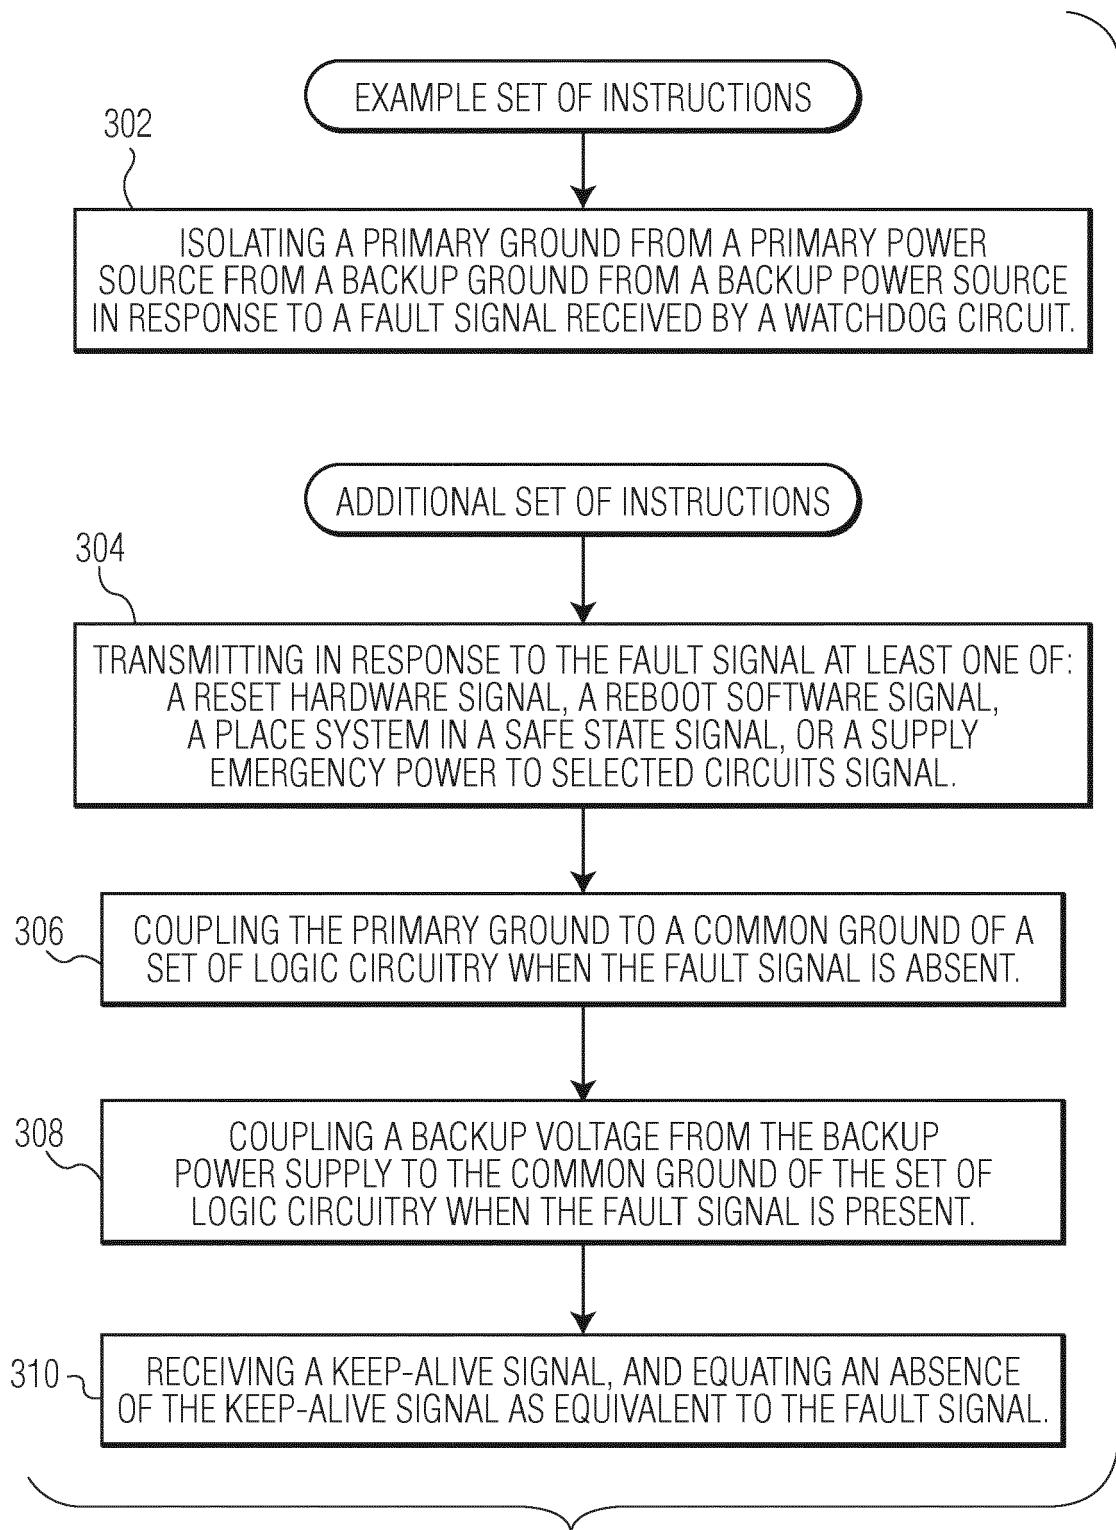 EXAMPLE SET OF INSTRUCTIONS
302
ISOLATING A PRIMARY GROUND FROM A PRIMARY POWER
SOURCE FROM A BACKUP GROUND FROM A BACKUP POWER SOURCE
IN RESPONSE TO A FAULT SIGNAL RECEIVED BY A WATCHDOG CIRCUIT.
ADDITIONAL SET OF INSTRUCTIONS
304
TRANSMITTING IN RESPONSE TO THE FAULT SIGNAL AT LEAST ONE OF:
A RESET HARDWARE SIGNAL, A REBOOT SOFTWARE SIGNAL,
A PLACE SYSTEM IN A SAFE STATE SIGNAL, OR A SUPPLY
EMERGENCY POWER TO SELECTED CIRCUITS SIGNAL.
306
COUPLING THE PRIMARY GROUND TO A COMMON GROUND OF A
SET OF LOGIC CIRCUITRY WHEN THE FAULT SIGNAL IS ABSENT.
308
COUPLING A BACKUP VOLTAGE FROM THE BACKUP
POWER SUPPLY TO THE COMMON GROUND OF THE SET OF
LOGIC CIRCUITRY WHEN THE FAULT SIGNAL IS PRESENT.
310
RECEIVING A KEEP-ALIVE SIGNAL, AND EQUATING AN ABSENCE
OF THE KEEP-ALIVE SIGNAL AS EQUIVALENT TO THE FAULT SIGNAL.